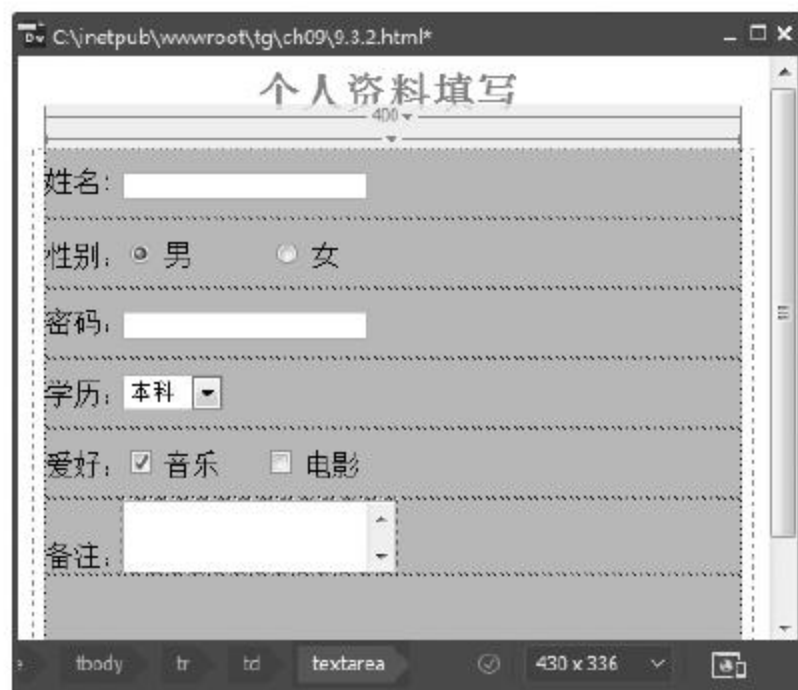 Dw C:\inetpub\wwwroot\tg\ch09\9.3.2.html*
个人资料填写
400
姓名：
性别： 男 女
密码：
学历： 本科
爱好： 音乐 电影
备注：
tbody tr td textarea 430 x 336